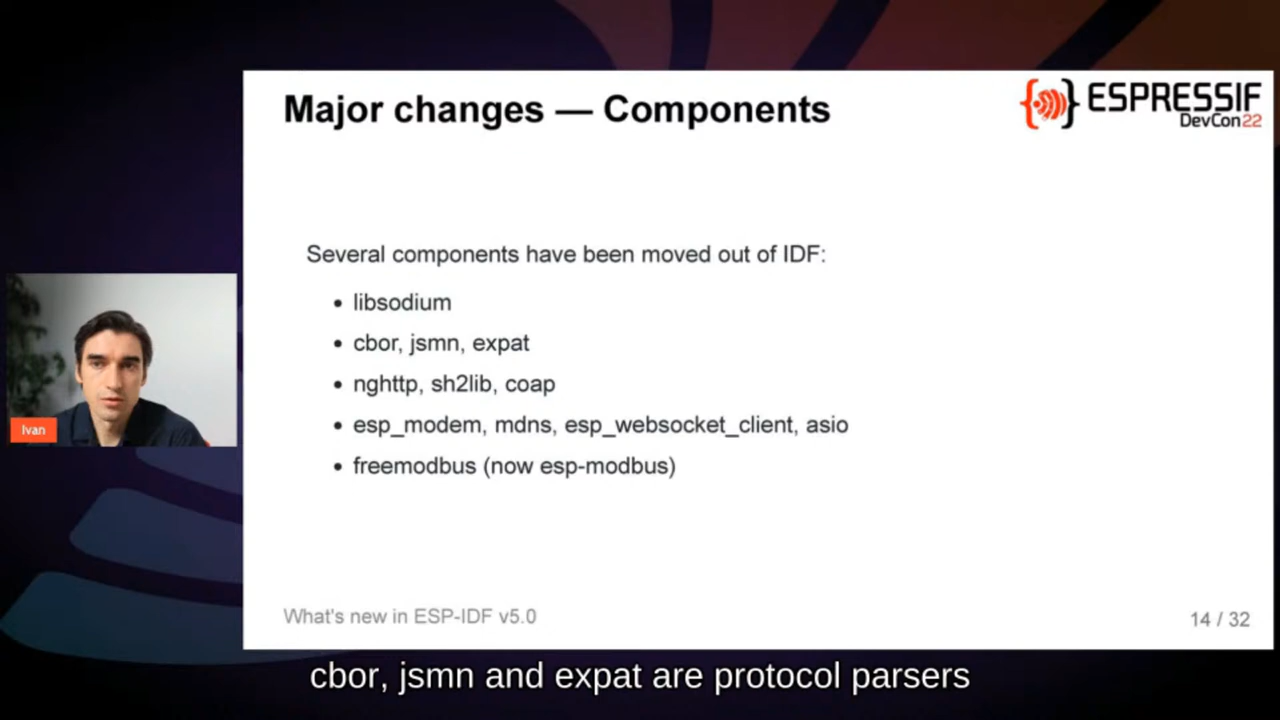 Major changes — Components
ESPRESSIF
DevCon22
Several components have been moved out of IDF:
• libsodium
• cbor, jsmn, expat
• nghttp, sh2lib, coap
• esp_modem, mdns, esp_websocket_client, asio
• freemodbus (now esp-modbus)
Ivan
What's new in ESP-IDF v5.0
14 / 32
cbor, jsmn and expat are protocol parsers